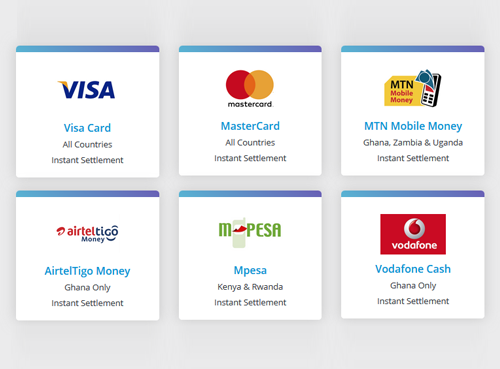 VISA
Visa Card
All Countries
Instant Settlement
mastercard
MasterCard
All Countries
Instant Settlement
MTN
Mobile
Money
MTN Mobile Money
Ghana, Zambia & Uganda
Instant Settlement
airteltigo
Money
AirtelTigo Money
Ghana Only
Instant Settlement
M-PESA
Mpesa
Kenya & Rwanda
Instant Settlement
vodafone
Vodafone Cash
Ghana Only
Instant Settlement